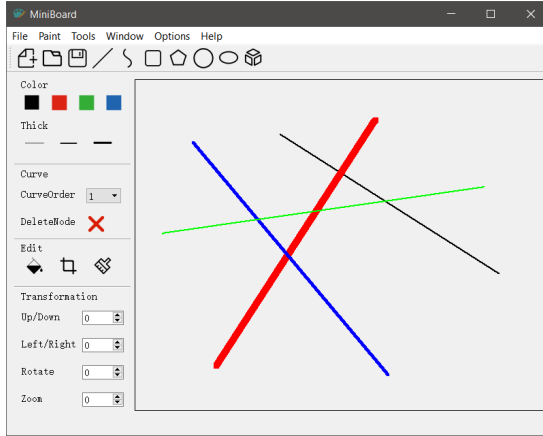 MiniBoard
File Paint Tools Window Options Help
Color
Thick
Curve
CurveOrder 1
DeleteNode
Edit
Transformation
Up/Down 0
Left/Right 0
Rotate 0
Zoom 0